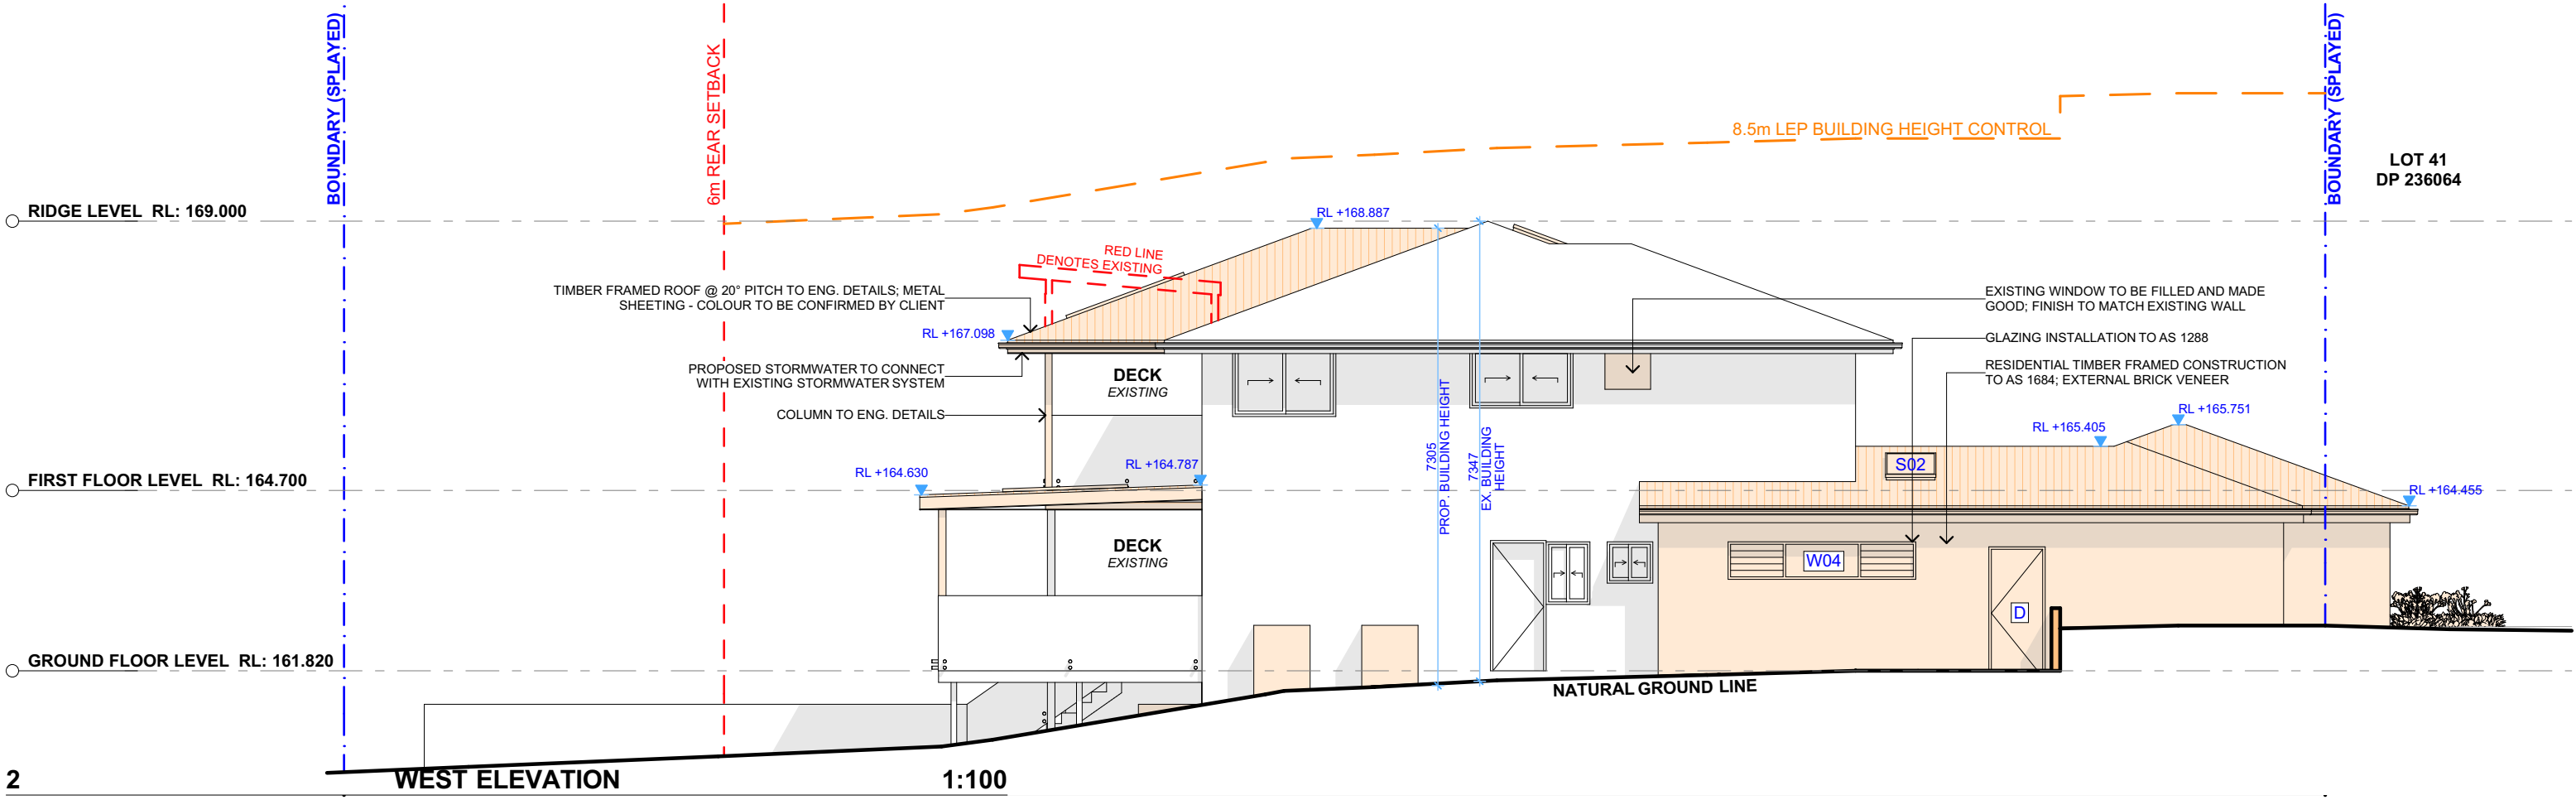 BOUNDARY (SPLAYED)
6m REAR SETBACK
BOUNDARY (SPLAYED)
8.5m LEP BUILDING HEIGHT CONTROL
LOT 41
DP 236064
RIDGE LEVEL RL: 169.000
RL +168.887
RED LINE
DENOTES EXISTING
TIMBER FRAMED ROOF @ 20° PITCH TO ENG. DETAILS; METAL
SHEETING - COLOUR TO BE CONFIRMED BY CLIENT
EXISTING WINDOW TO BE FILLED AND MADE
GOOD; FINISH TO MATCH EXISTING WALL
RL +167.098
GLAZING INSTALLATION TO AS 1288
PROPOSED STORMWATER TO CONNECT
WITH EXISTING STORMWATER SYSTEM
RESIDENTIAL TIMBER FRAMED CONSTRUCTION
TO AS 1684; EXTERNAL BRICK VENEER
DECK
EXISTING
COLUMN TO ENG. DETAILS
7305
PROP. BUILDING HEIGHT
7347
EX. BUILDING
HEIGHT
RL +165.751
RL +165.405
RL +164.630
RL +164.787
S02
FIRST FLOOR LEVEL RL: 164.700
RL +164.455
DECK
EXISTING
W04
D
GROUND FLOOR LEVEL RL: 161.820
NATURAL GROUND LINE
2 WEST ELEVATION 1:100